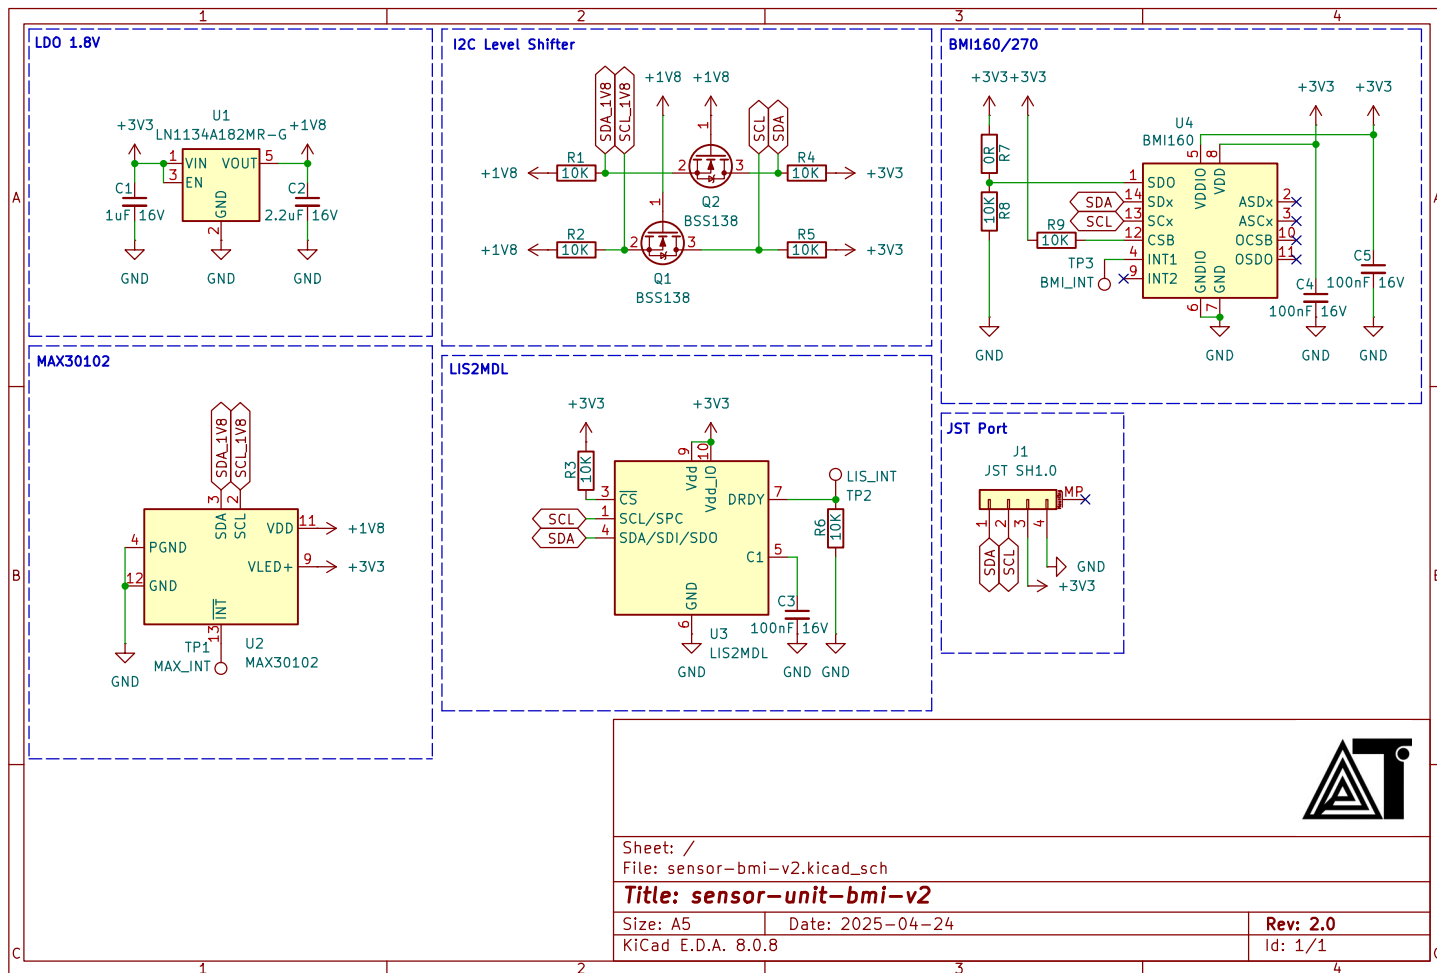 1 2 3 4
LDO 1.8V
+3V3
U1
LN1134A182MR-G
+1V8
1 VIN VOUT 5
3 EN
GND
2
C1
1uF 16V
C2
2.2uF 16V
GND GND GND
I2C Level Shifter
SDA_1V8
SCL_1V8
+1V8 +1V8
SCL
SDA
1
+1V8
R1
10K
2 3
R4
10K
+3V3
Q2
BSS138
1
+1V8
R2
10K
2 3
R5
10K
+3V3
Q1
BSS138
BMI160/270
+3V3 +3V3
+3V3
+3V3
0R
R7
10K
R8
R9
10K
U4
BMI160
5 8
VDDIO
VDD
1 SDO
SDA 14 SDx
SCL 13 SCx
12 CSB
4 INT1
9 INT2
ASDx 2
ASCx 3
OCSB 10
OSDO 11
GNDIO
GND
6 7
TP3
BMI_INT
C5
100nF 16V
C4
100nF 16V
GND GND GND GND
MAX30102
SDA_1V8
SCL_1V8
3 2
SDA
SCL
4 PGND
12 GND
VDD 11 +1V8
VLED+ 9 +3V3
INT
13
TP1
MAX_INT
U2
MAX30102
GND
LIS2MDL
+3V3 +3V3
R3
10K
9 10
Vdd
Vdd_IO
3 CS
SCL 1 SCL/SPC
SDA 4 SDA/SDI/SDO
DRDY 7
C1 5
GND
6
LIS_INT
TP2
R6
10K
C3
100nF 16V
U3
LIS2MDL
GND GND GND
JST Port
J1
JST SH1.0
MP
1 2 3 4
SDA
SCL
GND
+3V3
A
B
C
Sheet: /
File: sensor-bmi-v2.kicad_sch
Title: sensor-unit-bmi-v2
Size: A5 Date: 2025-04-24 Rev: 2.0
KiCad E.D.A. 8.0.8 Id: 1/1
1 2 3 4